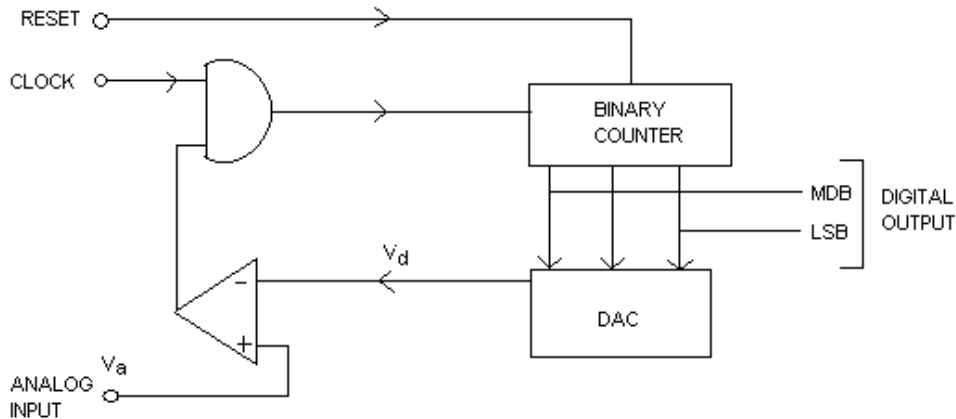 RESET
CLOCK
BINARY
COUNTER
MDB
DIGITAL
OUTPUT
LSB
Vd
-
DAC
+
Va
ANALOG
INPUT